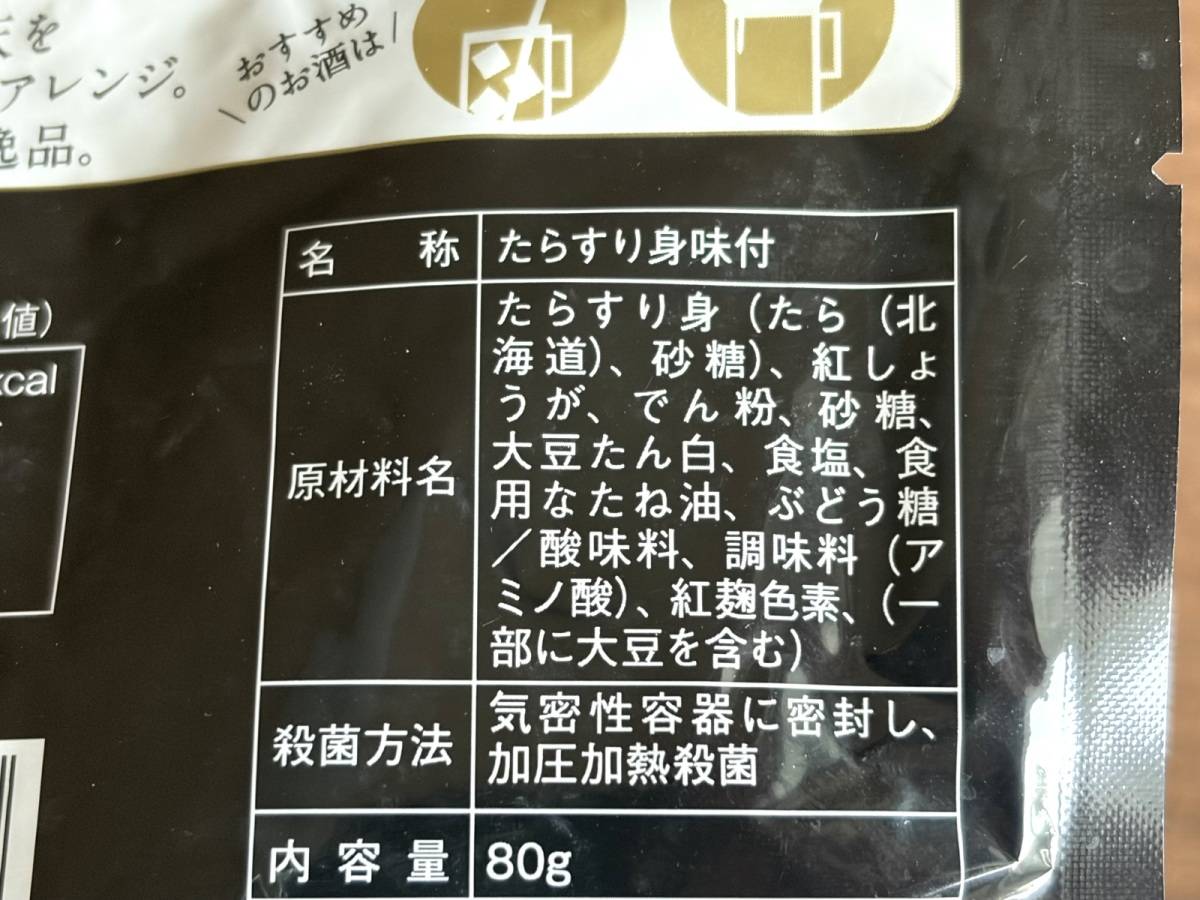 を
アレンジ。
逸品。
おすすめ
のお酒は
値)
kcal
名称
たらすり身味付
原材料名
たらすり身（たら（北
海道）、砂糖）、紅しょ
うが、でん粉、砂糖、
大豆たん白、食塩、食
用なたね油、ぶどう糖
／酸味料、調味料（ア
ミノ酸）、紅麹色素、（一
部に大豆を含む）
殺菌方法
気密性容器に密封し、
加圧加熱殺菌
内容量
80g